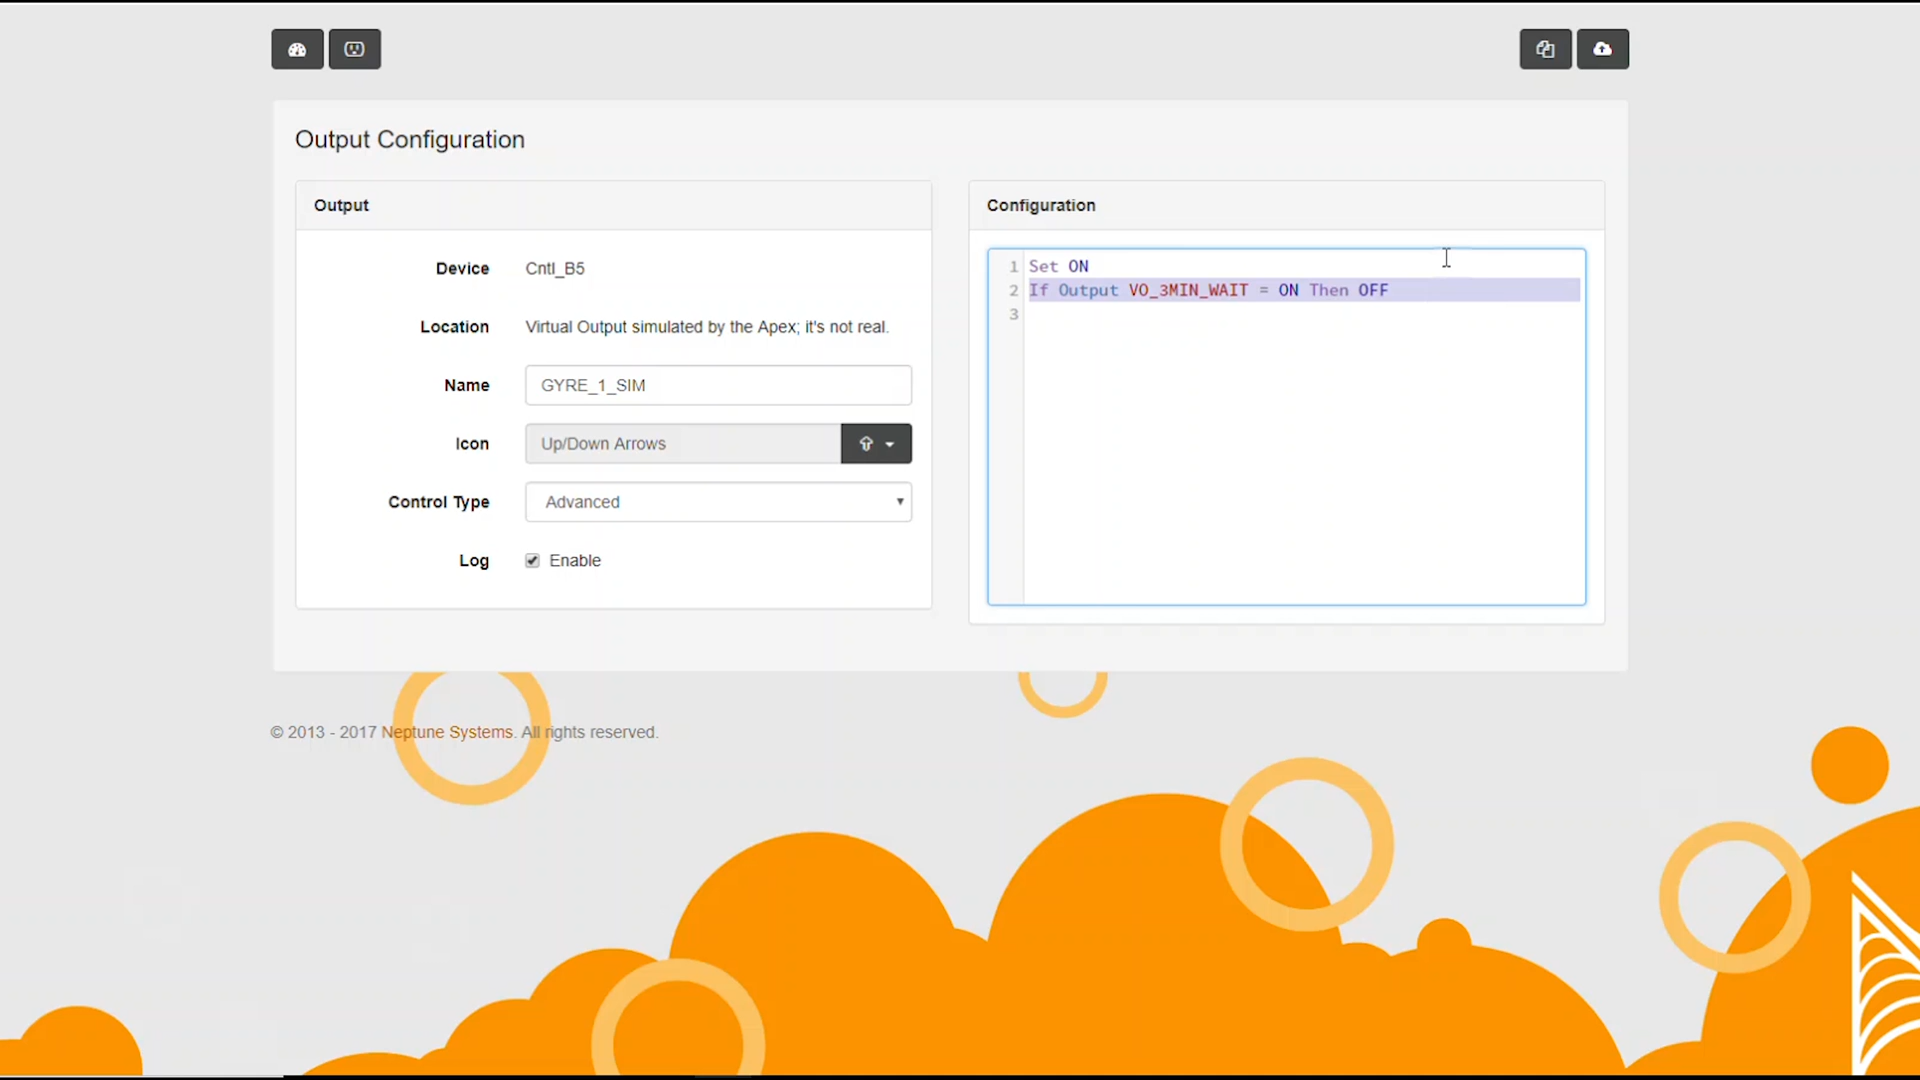 Output Configuration
Output
Device Cntl_B5
Location Virtual Output simulated by the Apex; it's not real.
Name GYRE_1_SIM
Icon Up/Down Arrows
Control Type Advanced
Log Enable
Configuration
1 Set ON
2 If Output VO_3MIN_WAIT = ON Then OFF
3
© 2013 - 2017 Neptune Systems. All rights reserved.